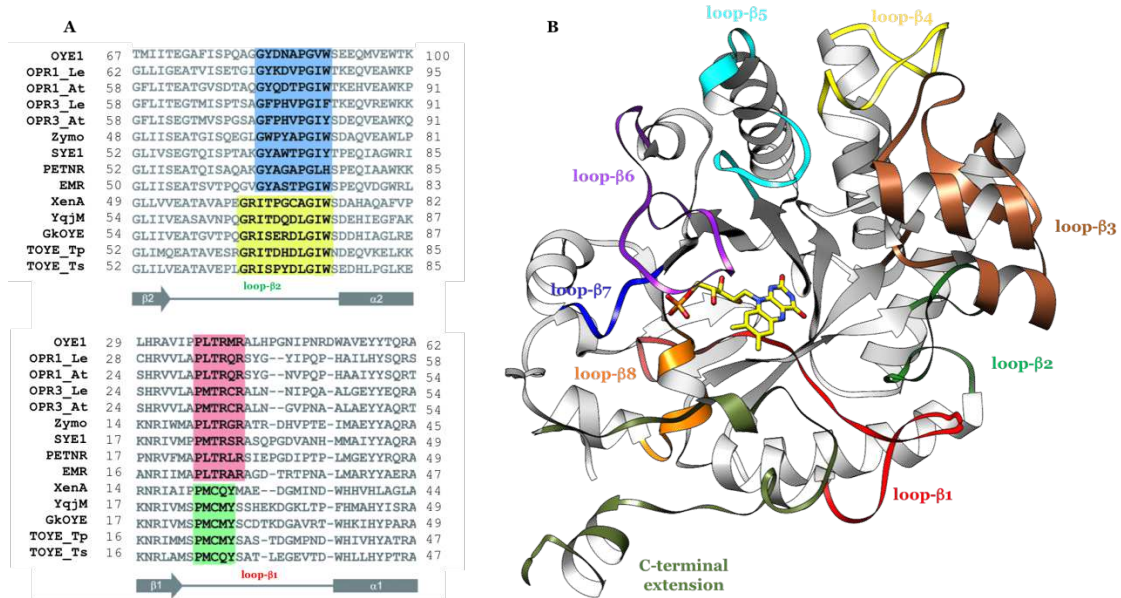 A
OYE1 67 TMIITEGAFISPQAGGYDNAPGVWSEEQMVEWTK 100
OPR1_Le 62 GLLIGEATVISETGIGYKDVPGIWTKEQVEAWKP 95
OPR1_At 58 GFLITEATGVSDTAQGYQDTPGIWTKEHVEAWKP 91
OPR3_Le 58 GLIITEGTMISPTSAGFPHVPGIFTKEQVREWKK 91
OPR3_At 58 GFLISEGTMVSPGSAGFPHVPGIYSDEQVEAWKQ 91
Zymo 48 GLIISEATGISQEGLGWPYAPGIWSDAQVEAWLP 81
SYE1 52 GLIVSEGTQISPTAKGYAWTPGIYTPEQIAGWRI 85
PETNR 52 GLIISEATQISAQAKGYAGAPGLHSPEQIAAWKK 85
EMR 50 GLIISEATSVTPQGVGYASTPGIWSPEQVDGWRL 83
XenA 49 GLLVVEATAVAPEGRITPGCAGIWSDAHAQAFVP 82
YqjM 54 GLIIVEASAVNPQGRITDQDLGIWSDEHIEGFAK 87
GkOYE 54 GLIIVEATGVTPQGRISERDLGIWSDDHIAGLRE 87
TOYE_Tp 52 GLIMQEATAVESRGRITDHDLGIWNDEQVKELKK 85
TOYE_Ts 52 GLILVEATAVEPLGRISPYDLGIWSEDHLPGLKE 85
β2 loop-β2 α2
OYE1 29 LHRAVIPPLTRMRALHPGNIPNRDWAVEYYTQRA 62
OPR1_Le 28 CHRVVLAPLTRQRSYG--YIPQP-HAILHYSQRS 58
OPR1_At 24 SHRVVLAPLTRQRSYG--NVPQP-HAAIYYSQRT 54
OPR3_Le 24 SHRVVLAPMTRCRALN--NIPQA-ALGEYYEQRA 54
OPR3_At 24 SHRVVLAPMTRCRALN--GVPNA-ALAEYYAQRT 54
Zymo 17 KNRIWMAPLTRGRATR-DHVPTE-IMAEYYAQRA 48
SYE1 17 KNRIVMAPMTRSRASQPGDVANH-MMAIYYAQRA 49
PETNR 17 PNRVFMAPLTRLRSIEPGDIPTP-LMGEYYRQRA 49
EMR 16 ANRIIMAPLTRARAEGDGRTPNA-LMARYYAERA 47
XenA 14 RNRIAIPPMCQYMAE--DGMIND-WHHVHLAGLA 44
YqjM 17 KNRIVMSPMCMYSSHEKDGKLTP-FHMAHYISRA 49
GkOYE 17 KNRIVMSPMCMYSCDTKDGAVRT-WHKIHYPARA 49
TOYE_Tp 16 KNRIMMSPMCMYSAS-TDGMPND-WHIVHYATRA 47
TOYE_Ts 16 KNRLAMSPMCQYSAT-LEGEVTD-WHLLHYPTRA 47
β1 loop-β1 α1
B
loop-β5
loop-β4
loop-β6
loop-β3
loop-β7
loop-β8
loop-β2
loop-β1
C-terminal
extension